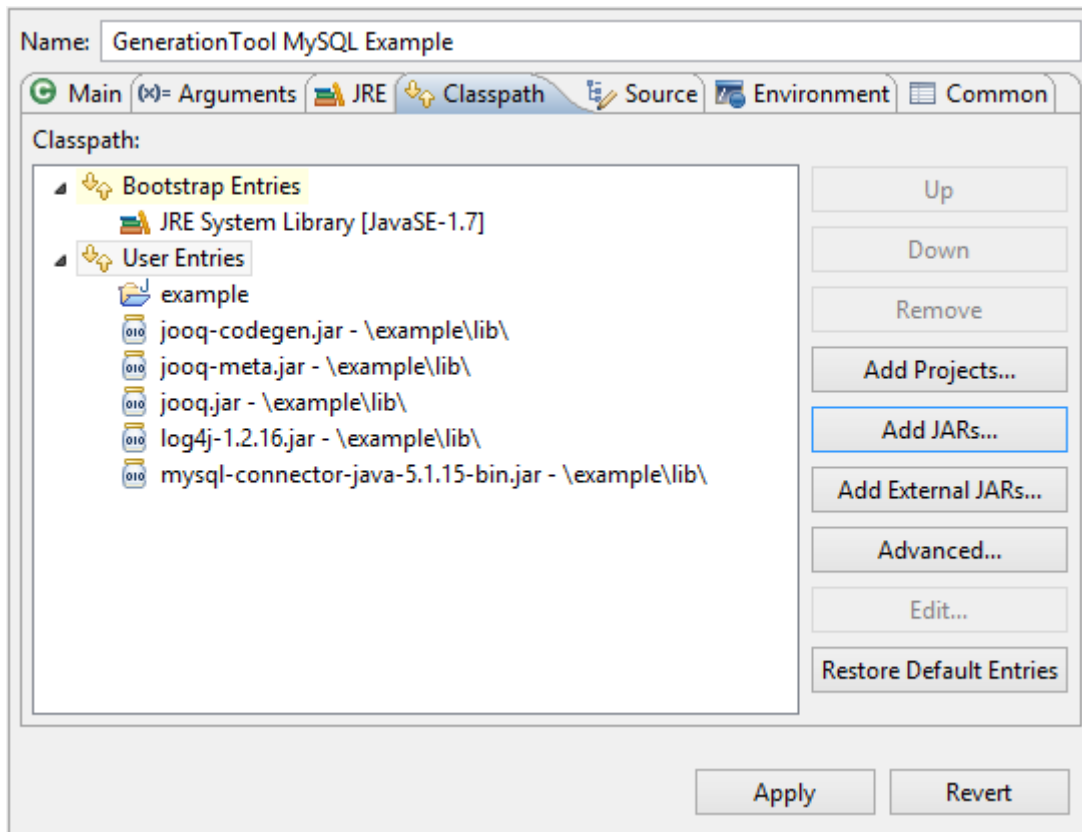 Name: GenerationTool MySQL Example
Main (x)= Arguments JRE Classpath Source Environment Common
Classpath:
Bootstrap Entries
JRE System Library [JavaSE-1.7]
User Entries
example
jooq-codegen.jar - \example\lib\
jooq-meta.jar - \example\lib\
jooq.jar - \example\lib\
log4j-1.2.16.jar - \example\lib\
mysql-connector-java-5.1.15-bin.jar - \example\lib\
Up
Down
Remove
Add Projects...
Add JARs...
Add External JARs...
Advanced...
Edit...
Restore Default Entries
Apply Revert